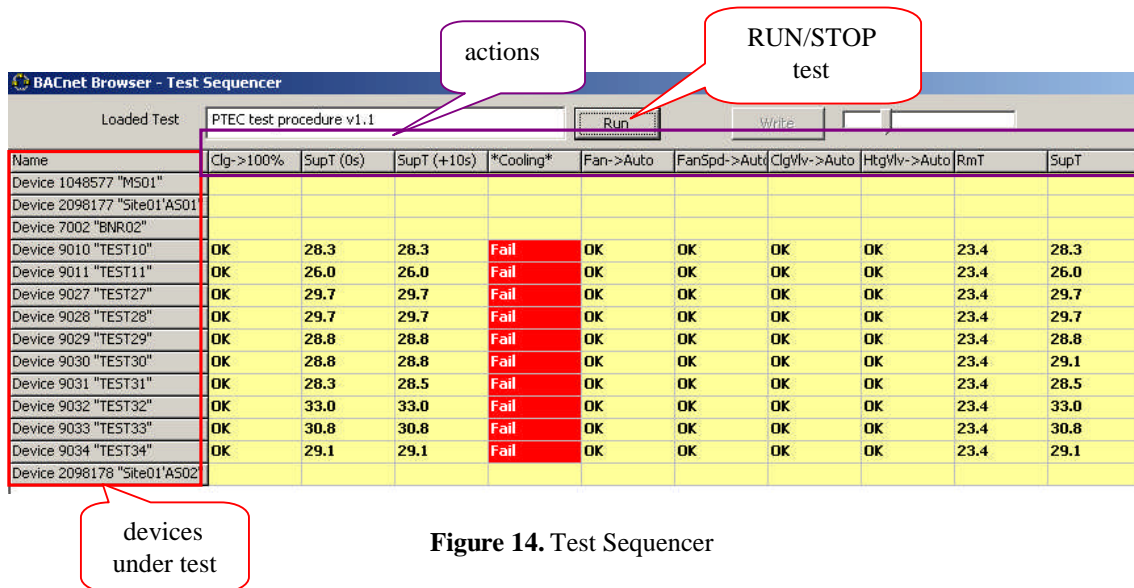 actions
RUN/STOP
test
BACnet Browser - Test Sequencer
Loaded Test PTEC test procedure v1.1 Run Write
Name Clg->100% SupT (0s) SupT (+10s) *Cooling* Fan->Auto FanSpd->Auto ClgVlv->Auto HtgVlv->Auto RmT SupT
Device 1048577 "MS01"
Device 2098177 "Site01'AS01"
Device 7002 "BNR02"
Device 9010 "TEST10" OK 28.3 28.3 Fail OK OK OK OK 23.4 28.3
Device 9011 "TEST11" OK 26.0 26.0 Fail OK OK OK OK 23.4 26.0
Device 9027 "TEST27" OK 29.7 29.7 Fail OK OK OK OK 23.4 29.7
Device 9028 "TEST28" OK 29.7 29.7 Fail OK OK OK OK 23.4 29.7
Device 9029 "TEST29" OK 28.8 28.8 Fail OK OK OK OK 23.4 28.8
Device 9030 "TEST30" OK 28.8 28.8 Fail OK OK OK OK 23.4 29.1
Device 9031 "TEST31" OK 28.3 28.5 Fail OK OK OK OK 23.4 28.5
Device 9032 "TEST32" OK 33.0 33.0 Fail OK OK OK OK 23.4 33.0
Device 9033 "TEST33" OK 30.8 30.8 Fail OK OK OK OK 23.4 30.8
Device 9034 "TEST34" OK 29.1 29.1 Fail OK OK OK OK 23.4 29.1
Device 2098178 "Site01'AS02"
devices
under test
Figure 14. Test Sequencer